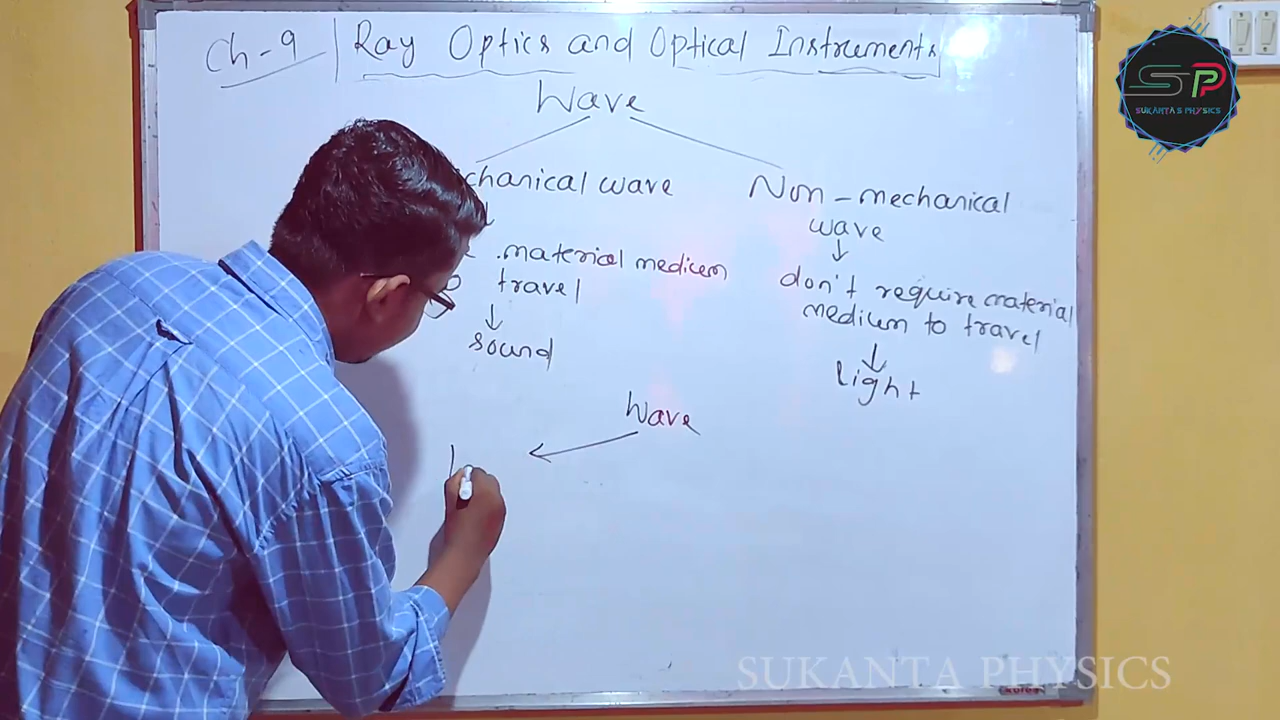 Ch-9 | Ray Optics and Optical Instruments
Wave
chanical wave
Non-mechanical
wave
material medium
travel
sound
don't require material
medium to travel
light
Wave
SP
SUKANTA'S PHYSICS
SUKANTA PHYSICS